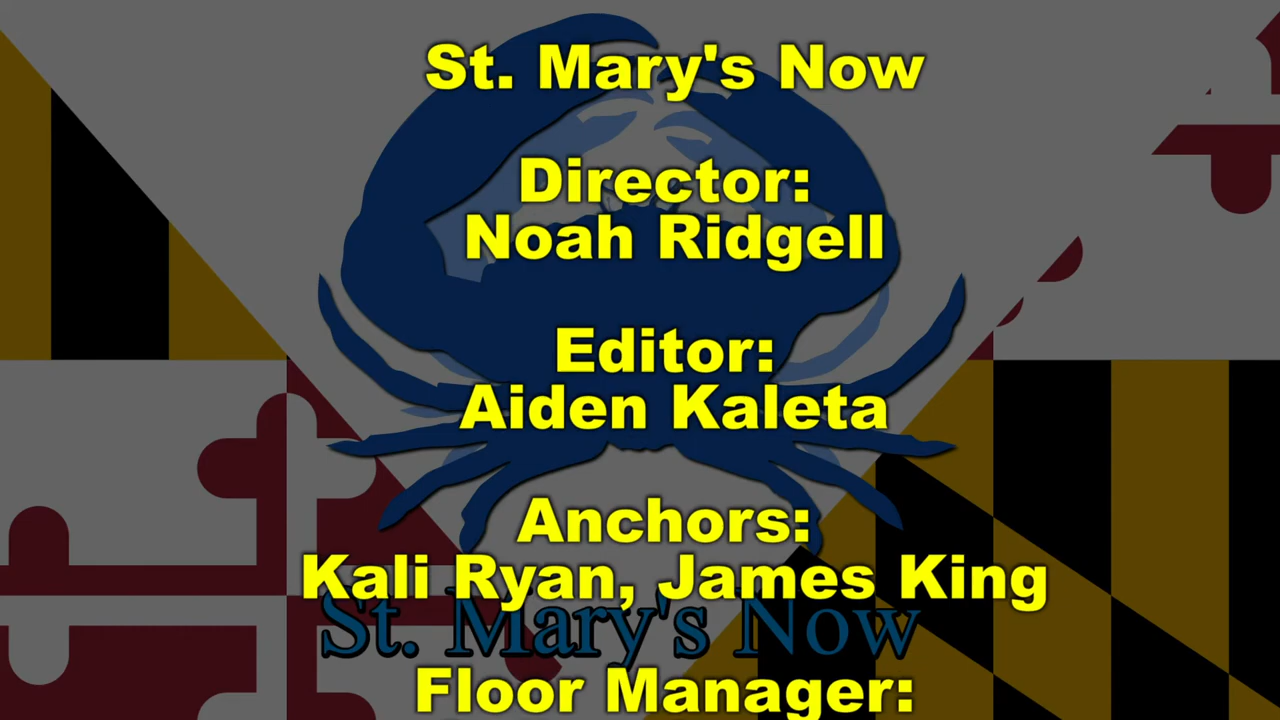 St. Mary's Now
Director:
Noah Ridgell
Editor:
Aiden Kaleta
Anchors:
Kali Ryan, James King
St. Mary's Now
Floor Manager: